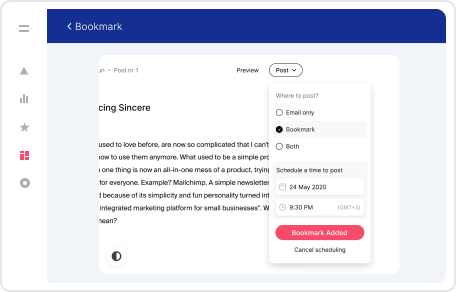 Bookmark
un • Post nr 1
Preview
Post
cing Sincere
Where to post?
Email only
Bookmark
Both
used to love before, are now so complicated that I can't
how to use them anymore. What used to be a simple pro
n one thing is now an all-in-one mess of a product, trying
for everyone. Example? Mailchimp. A simple newsletter
d because of its simplicity and fun personality turned int
integrated marketing platform for small businesses". W
mean?
Schedule a time to post
24 May 2020
9:30 PM
(GMT+3)
Bookmark Added
Cancel scheduling